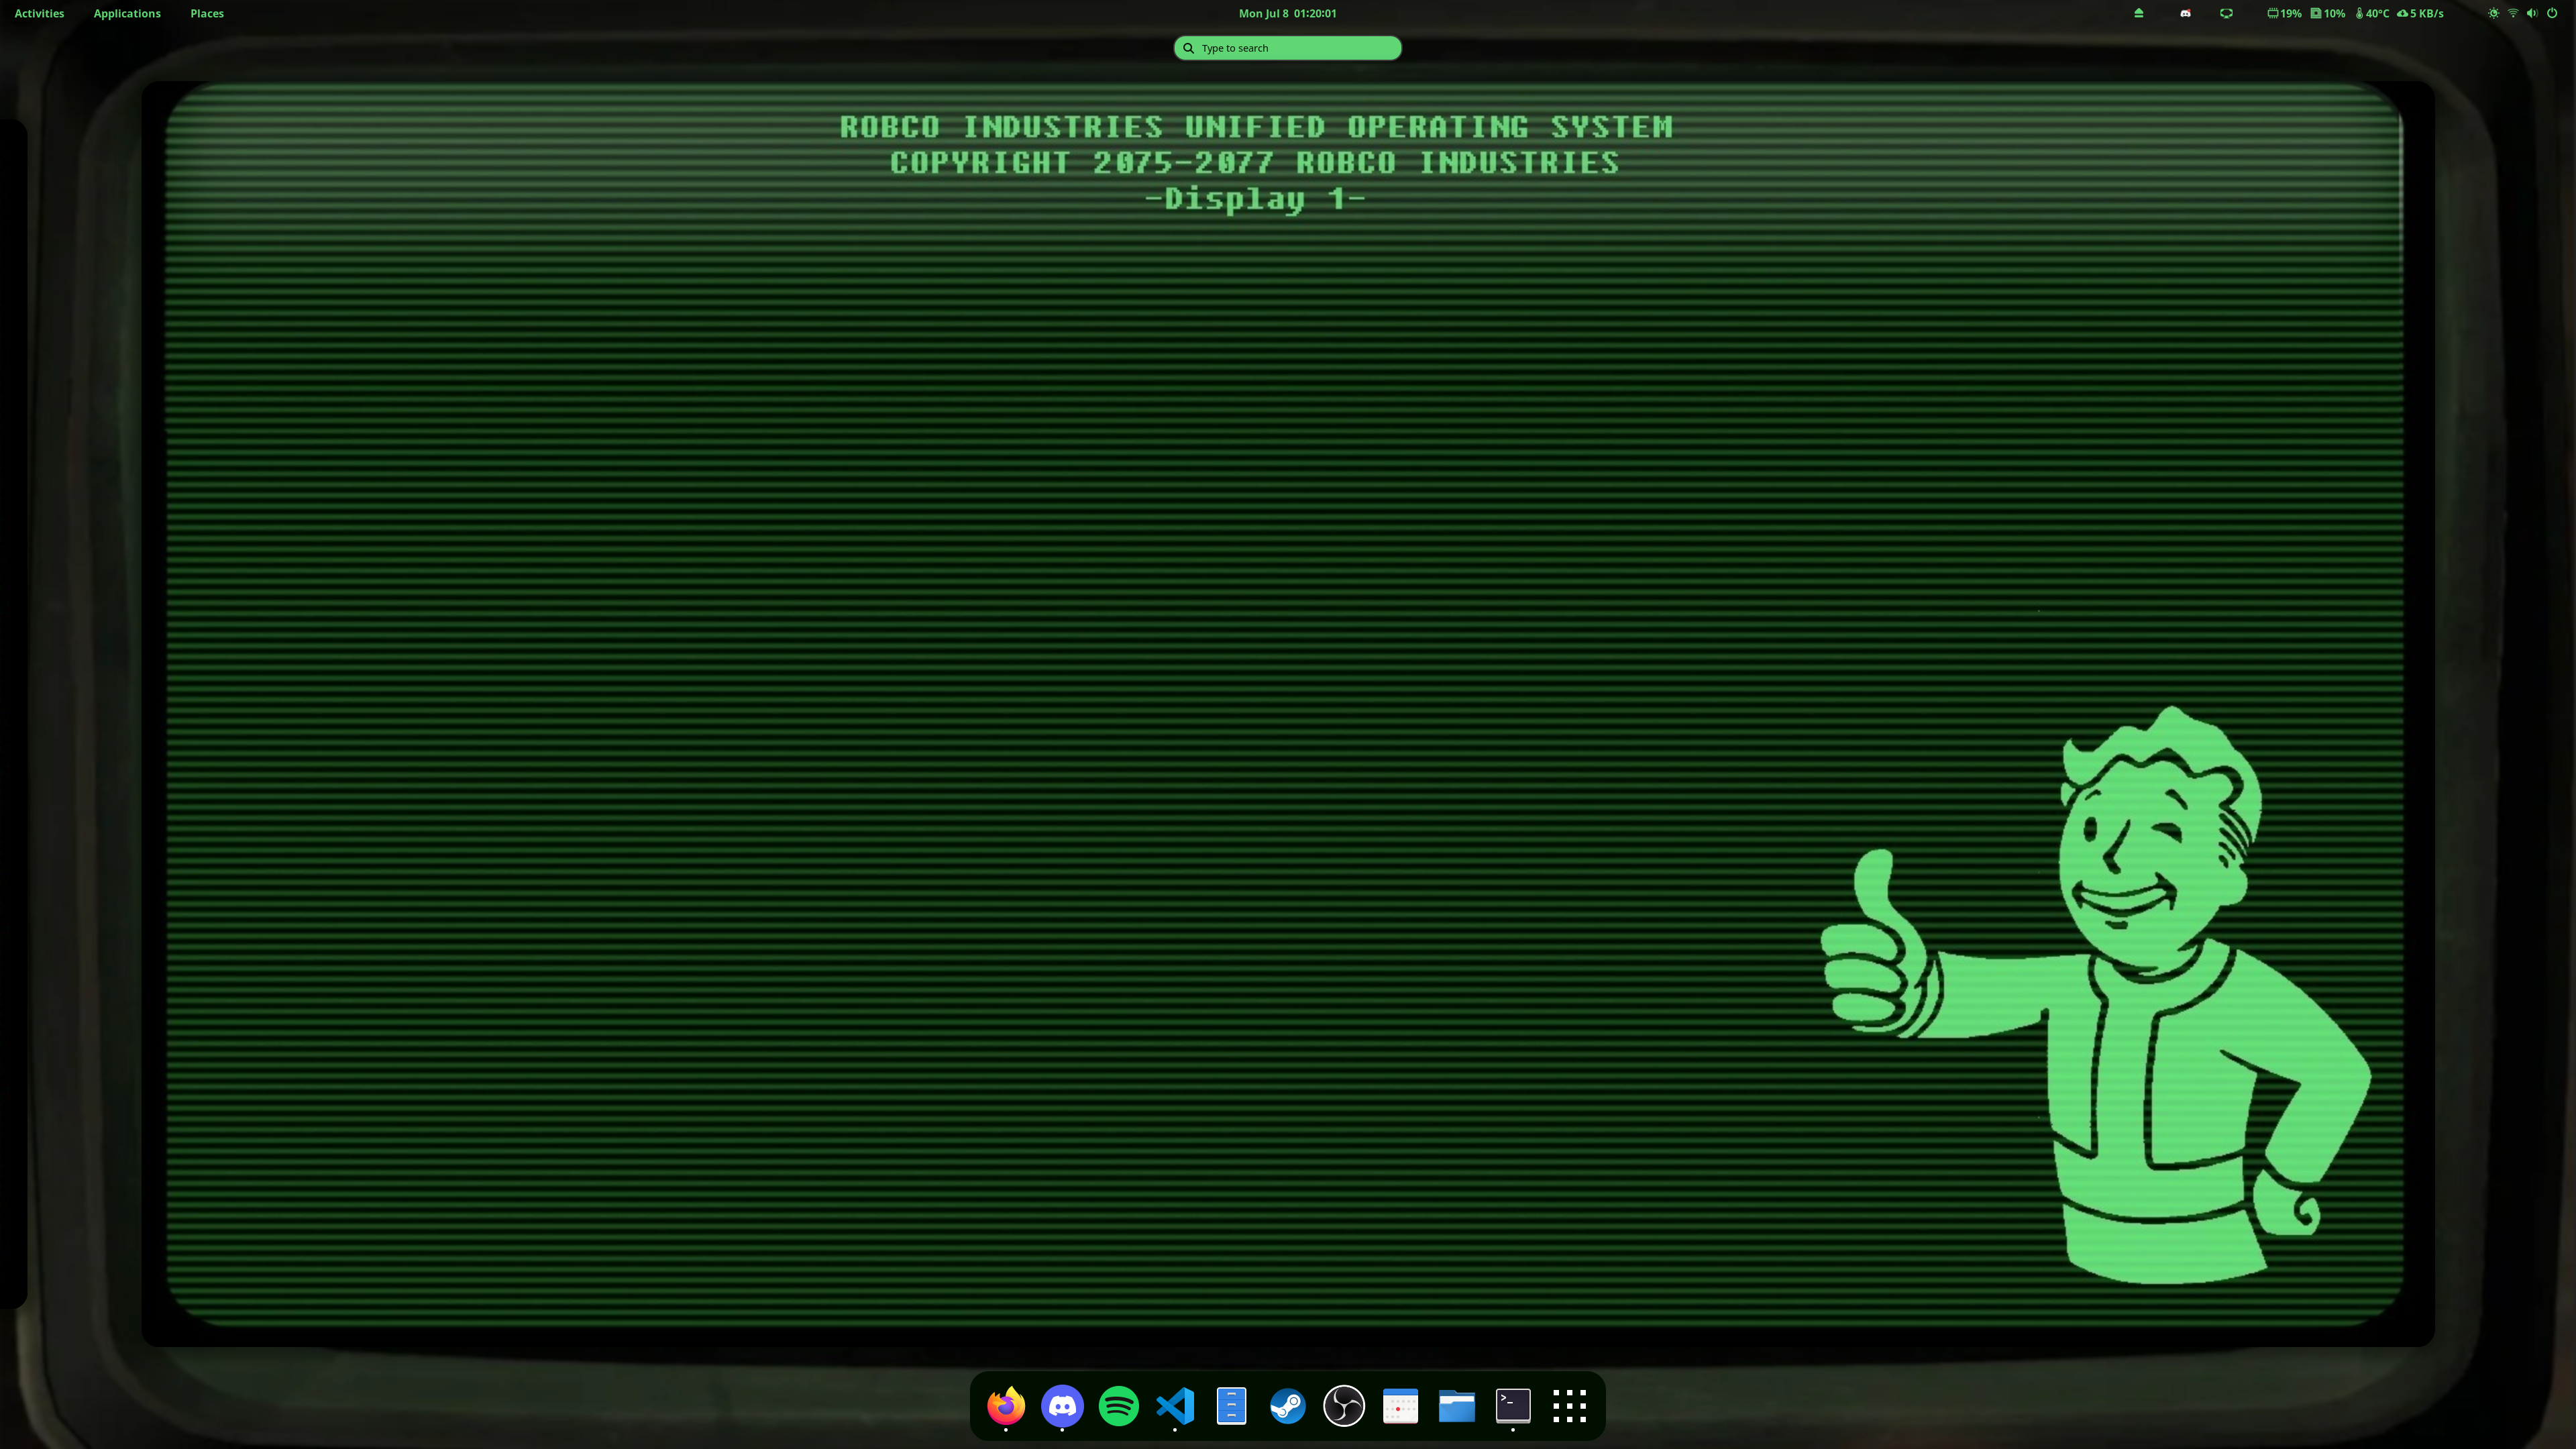 Activities Applications Places Mon Jul 8 01:20:01 19% 10% 40°C 5 KB/s
Type to search
ROBCO INDUSTRIES UNIFIED OPERATING SYSTEM
COPYRIGHT 2075-2077 ROBCO INDUSTRIES
-Display 1-
>_